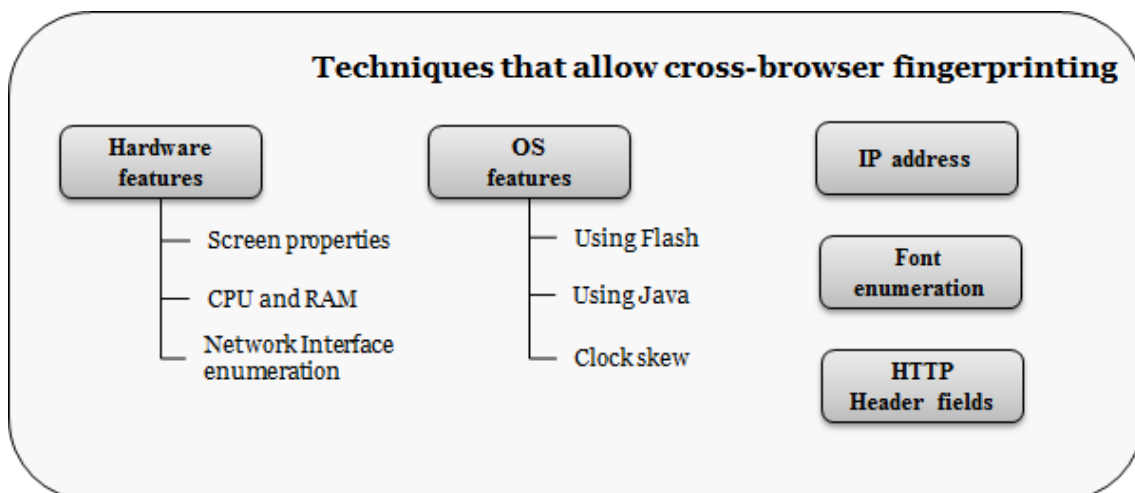 Techniques that allow cross-browser fingerprinting
Hardware
features
Screen properties
CPU and RAM
Network Interface
enumeration
OS
features
Using Flash
Using Java
Clock skew
IP address
Font
enumeration
HTTP
Header fields